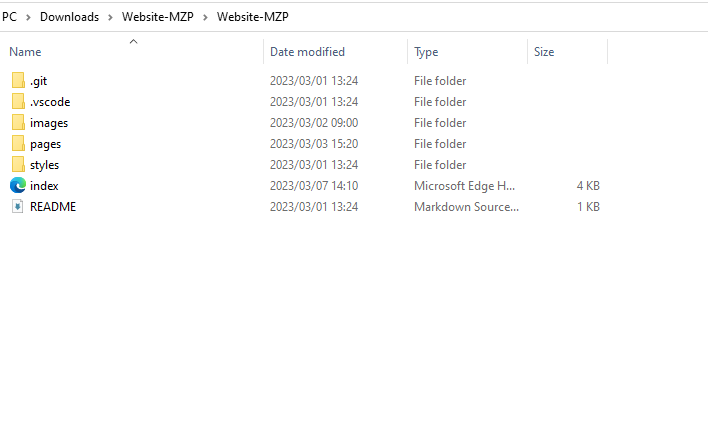 PC > Downloads > Website-MZP > Website-MZP
Name Date modified Type Size
.git 2023/03/01 13:24 File folder
.vscode 2023/03/01 13:24 File folder
images 2023/03/02 09:00 File folder
pages 2023/03/03 15:20 File folder
styles 2023/03/01 13:24 File folder
index 2023/03/07 14:10 Microsoft Edge H... 4 KB
README 2023/03/01 13:24 Markdown Source... 1 KB